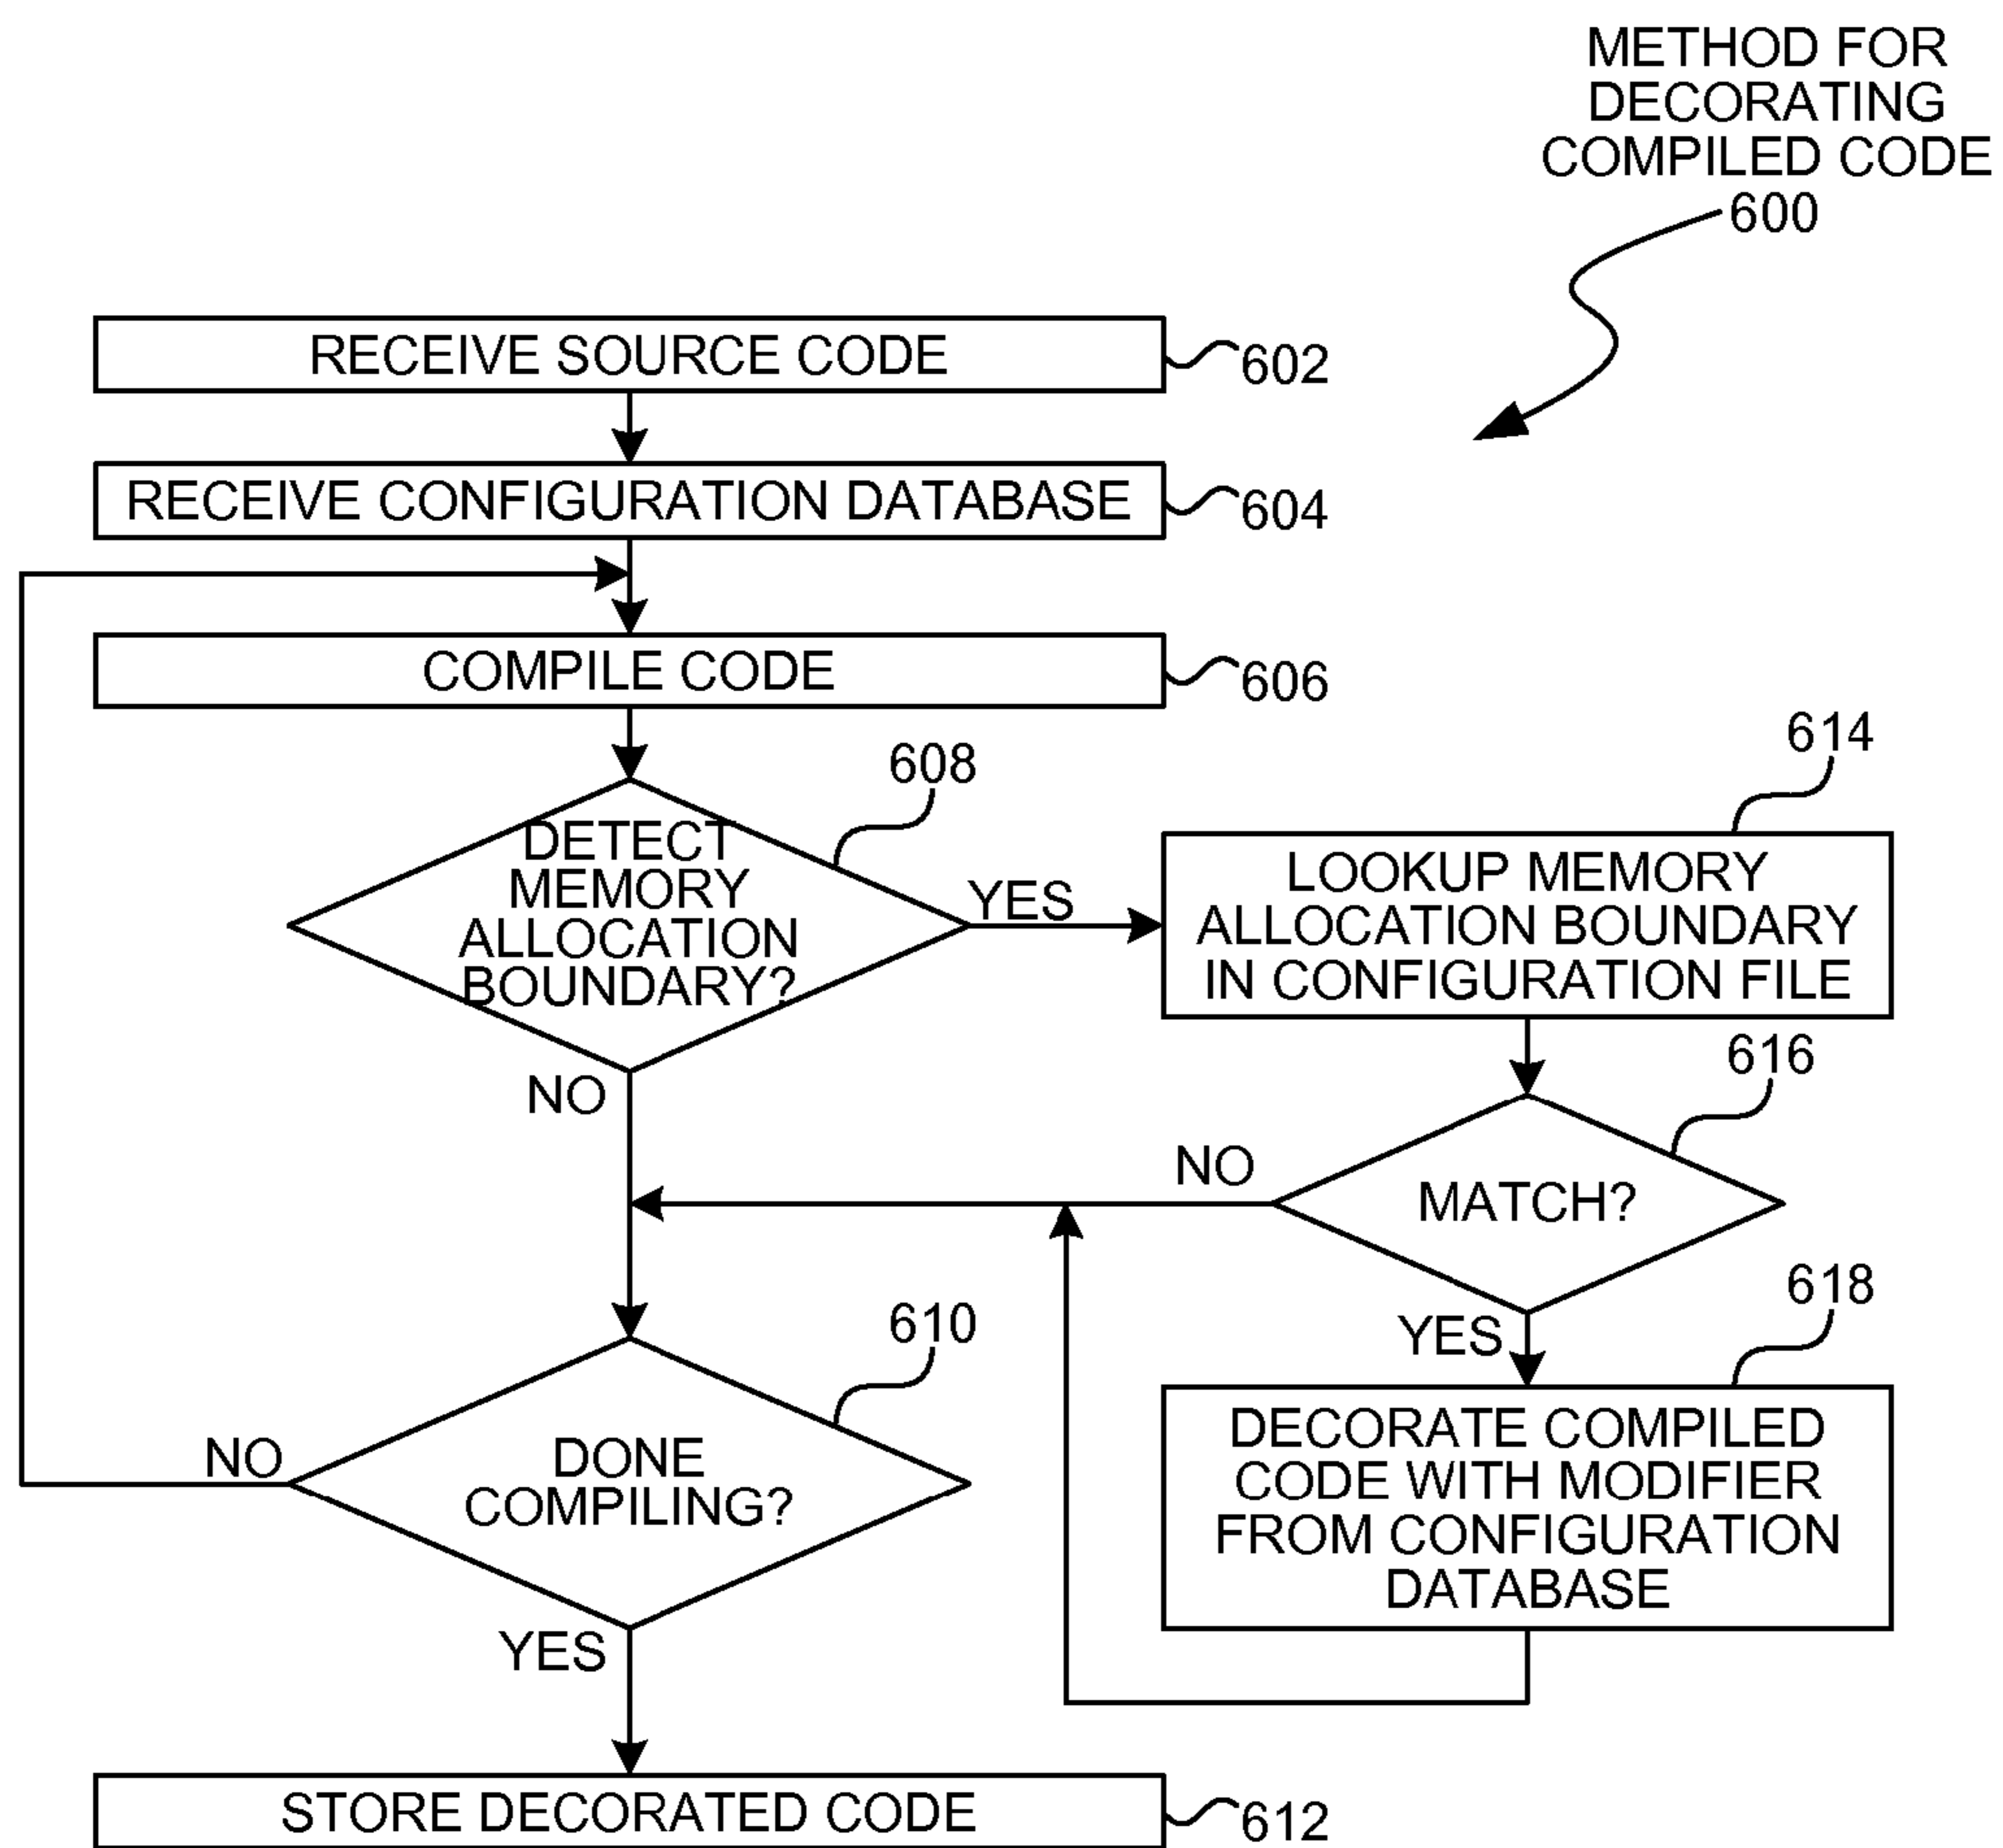 METHOD FOR
DECORATING
COMPILED CODE
600
RECEIVE SOURCE CODE
602
RECEIVE CONFIGURATION DATABASE
604
COMPILE CODE
606
608
DETECT
MEMORY
ALLOCATION
BOUNDARY?
YES
NO
614
LOOKUP MEMORY
ALLOCATION BOUNDARY
IN CONFIGURATION FILE
616
MATCH?
NO
YES
618
DECORATE COMPILED
CODE WITH MODIFIER
FROM CONFIGURATION
DATABASE
610
DONE
COMPILING?
NO
YES
STORE DECORATED CODE
612